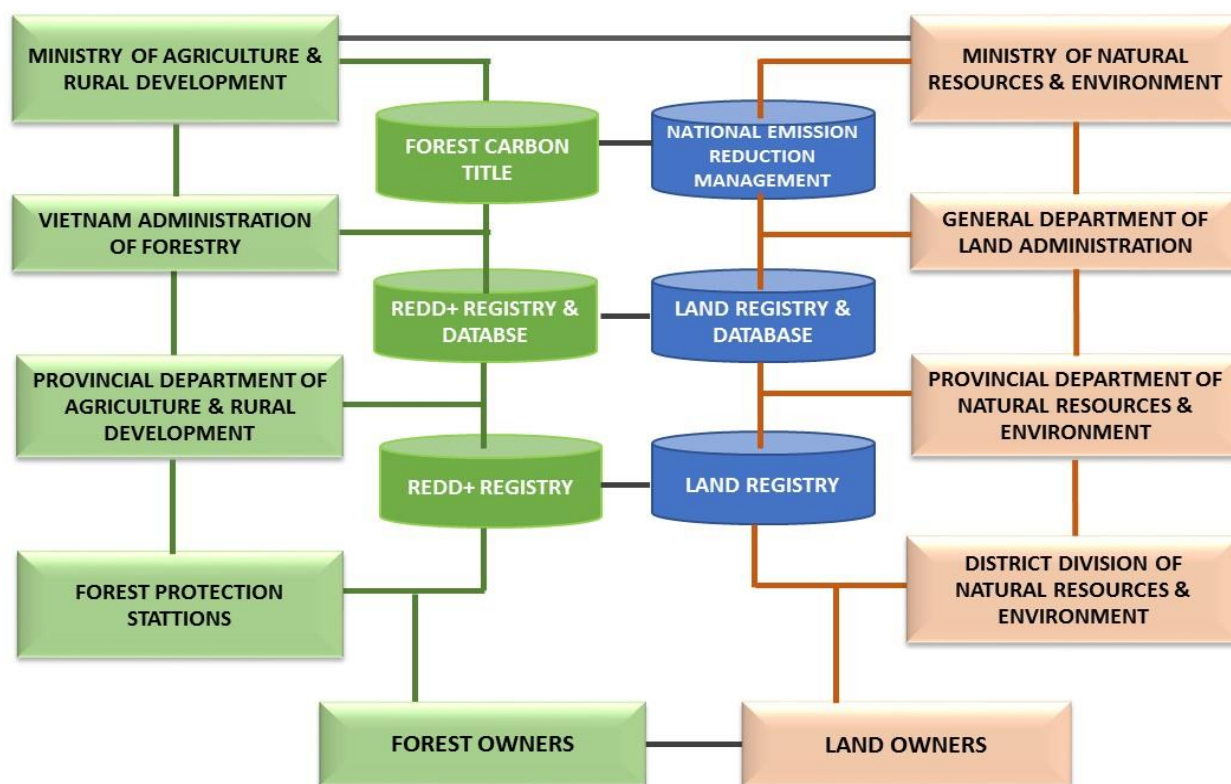 MINISTRY OF AGRICULTURE &
RURAL DEVELOPMENT
MINISTRY OF NATURAL
RESOURCES & ENVIRONMENT
FOREST CARBON
TITLE
NATIONAL EMISSION
REDUCTION
MANAGEMENT
VIETNAM ADMINISTRATION
OF FORESTRY
GENERAL DEPARTMENT OF
LAND ADMINISTRATION
REDD+ REGISTRY &
DATABSE
LAND REGISTRY &
DATABASE
PROVINCIAL DEPARTMENT OF
AGRICULTURE & RURAL
DEVELOPMENT
PROVINCIAL DEPARTMENT OF
NATURAL RESOURCES &
ENVIRONMENT
REDD+ REGISTRY
LAND REGISTRY
FOREST PROTECTION
STATTIONS
DISTRICT DIVISION OF
NATURAL RESOURCES &
ENVIRONMENT
FOREST OWNERS
LAND OWNERS